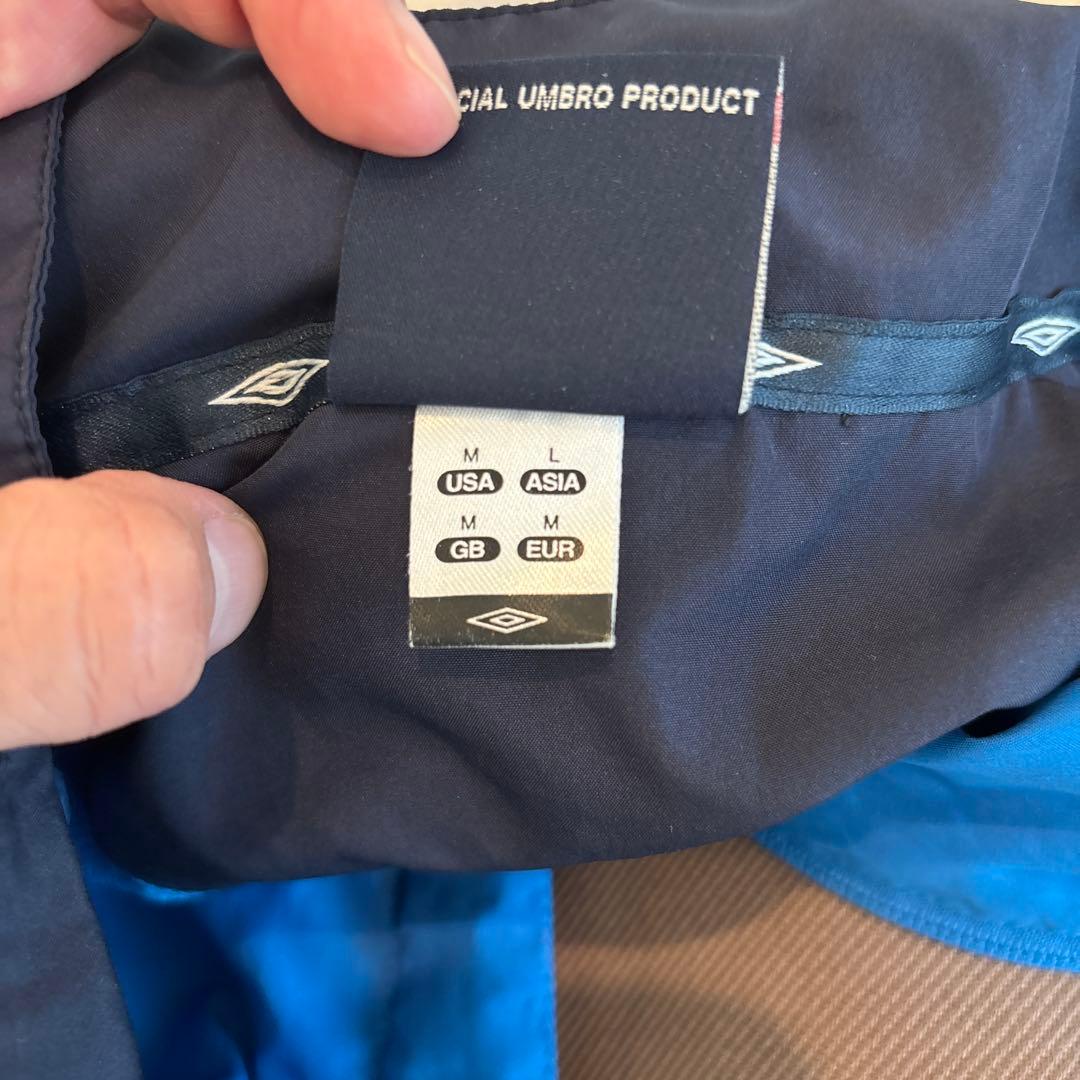 CIAL UMBRO PRODUCT
M L
USA ASIA
M M
GB EUR